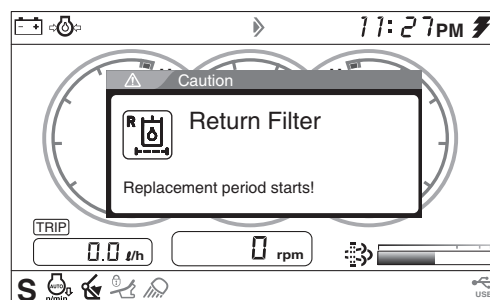 11:27PM
Caution
R
Return Filter
Replacement period starts!
TRIP
0.0 ℓ/h
0 rpm
S
AUTO
n/min
USB